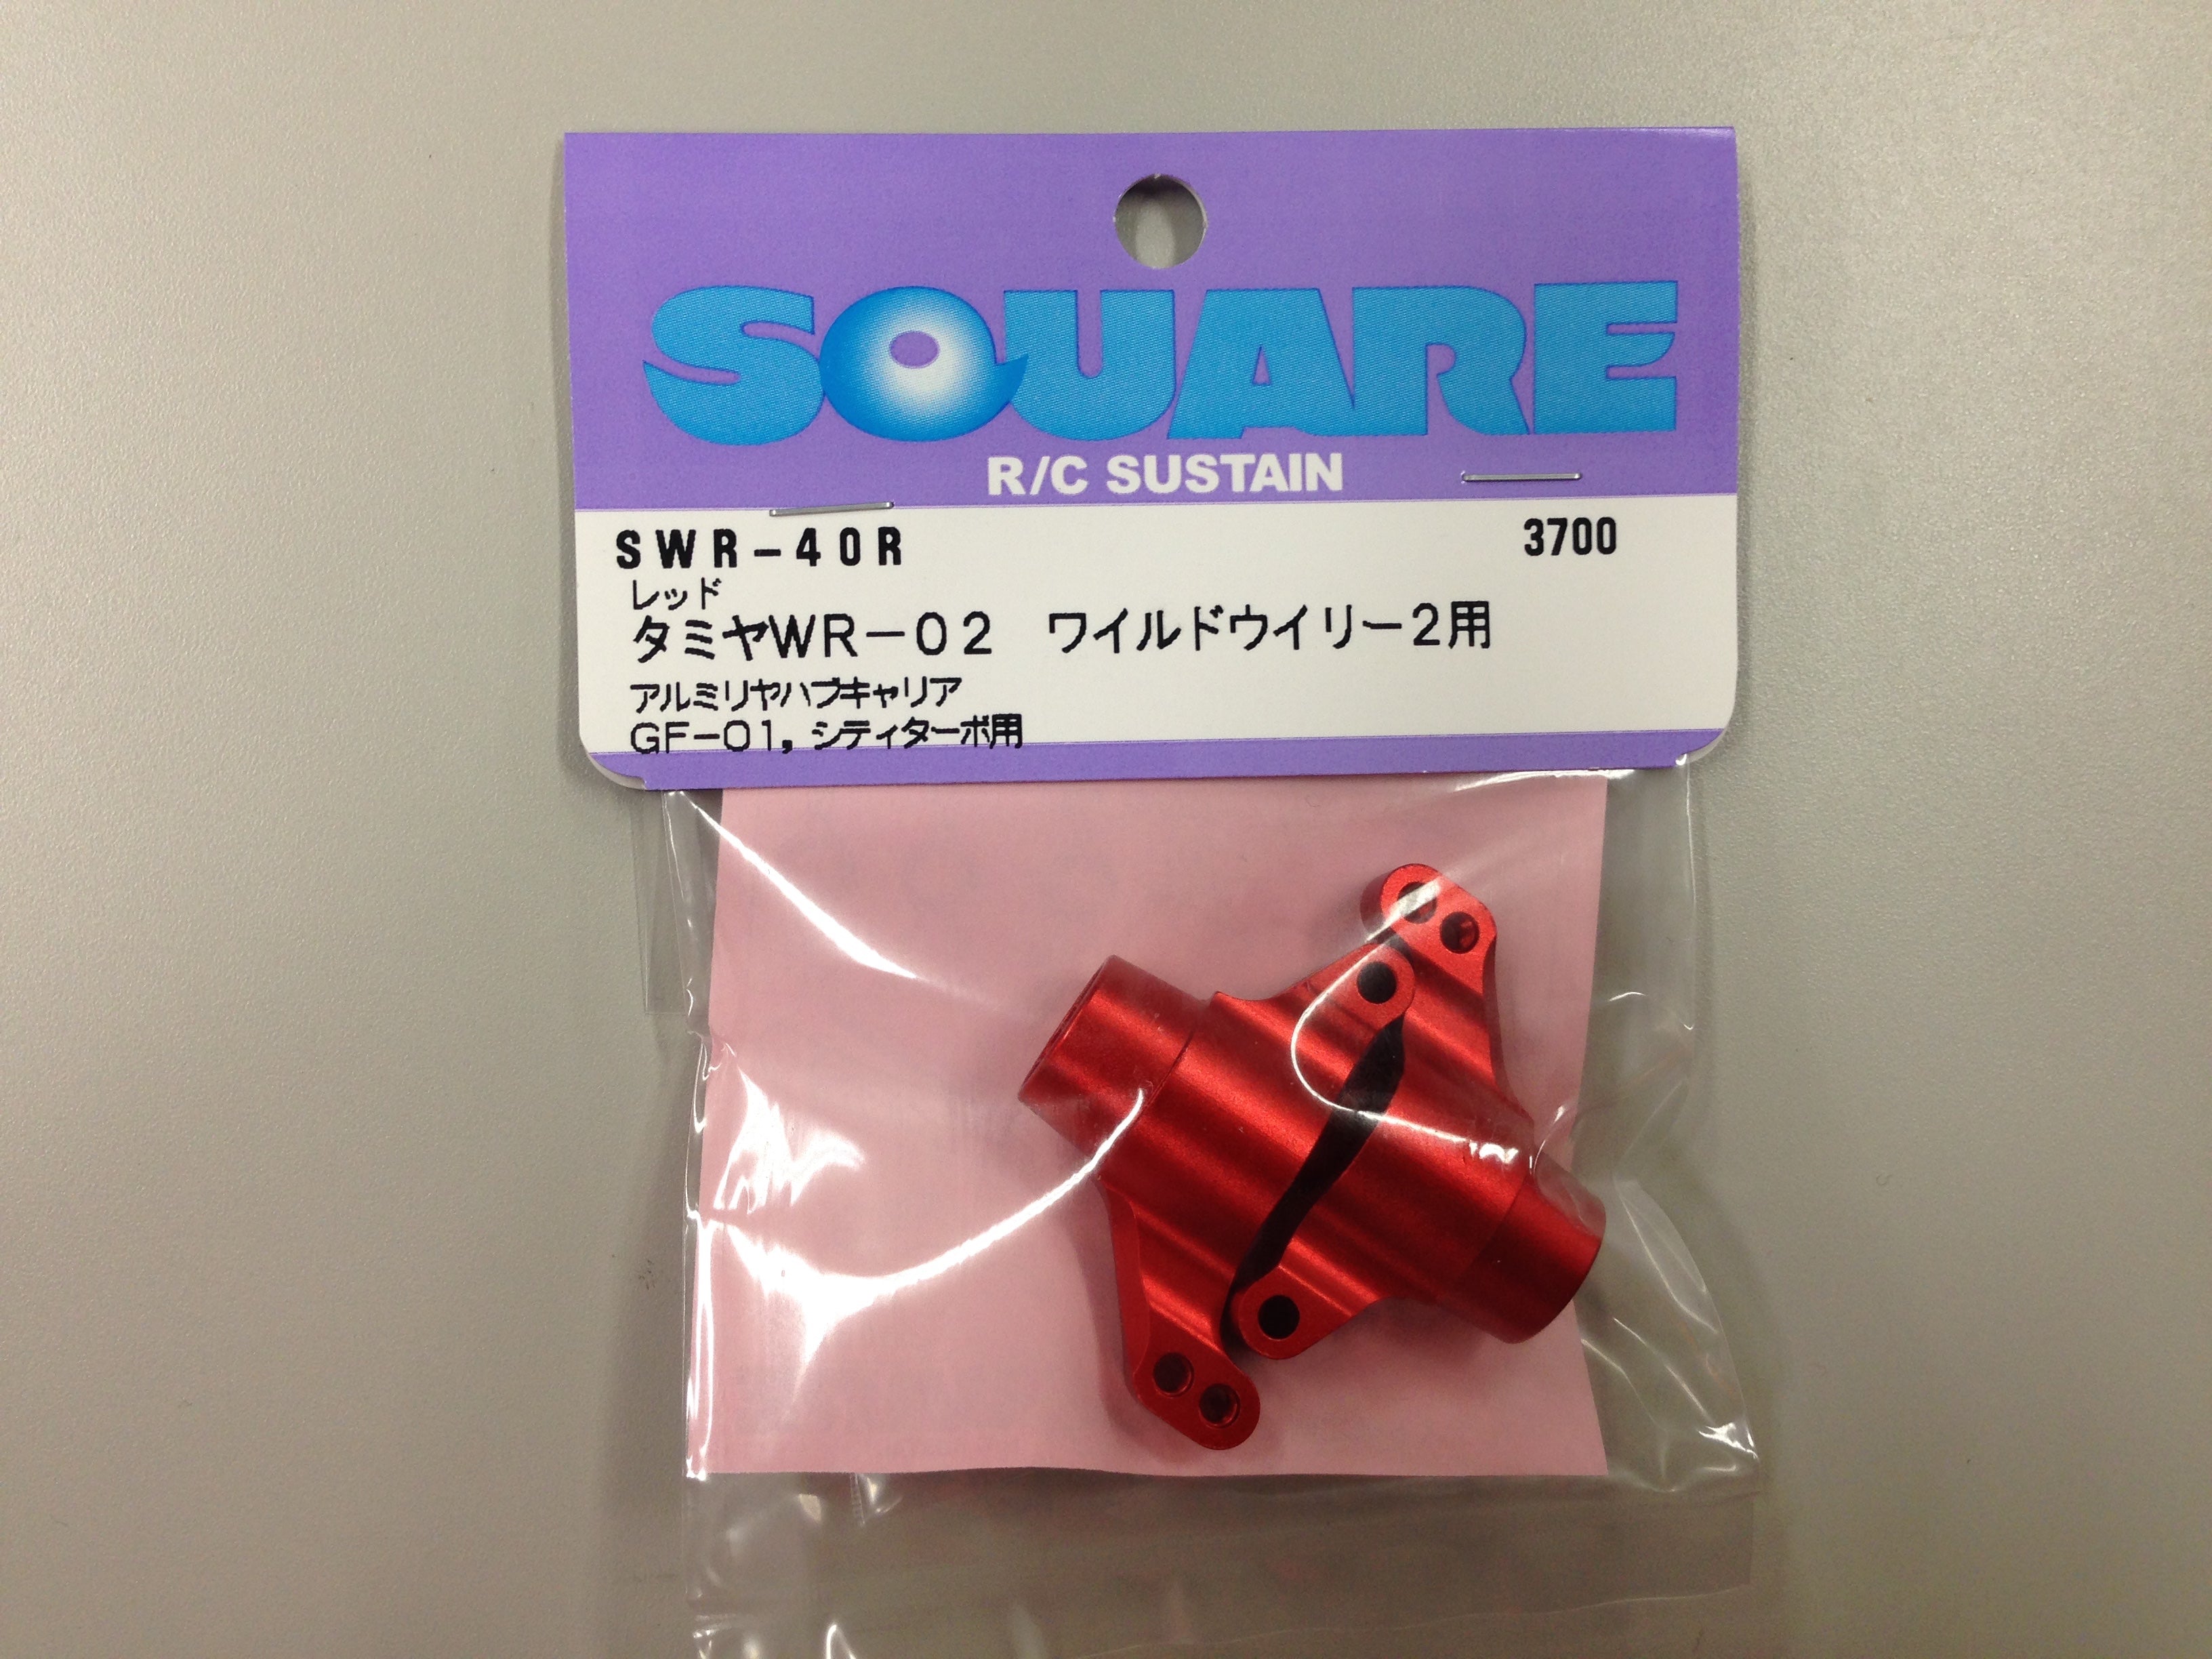 SQUARE
R/C SUSTAIN
SWR-40R 3700
レッド
タミヤWR-02 ワイルドウイリー2用
アルミリヤハブキャリア
GF-01, シティターボ用